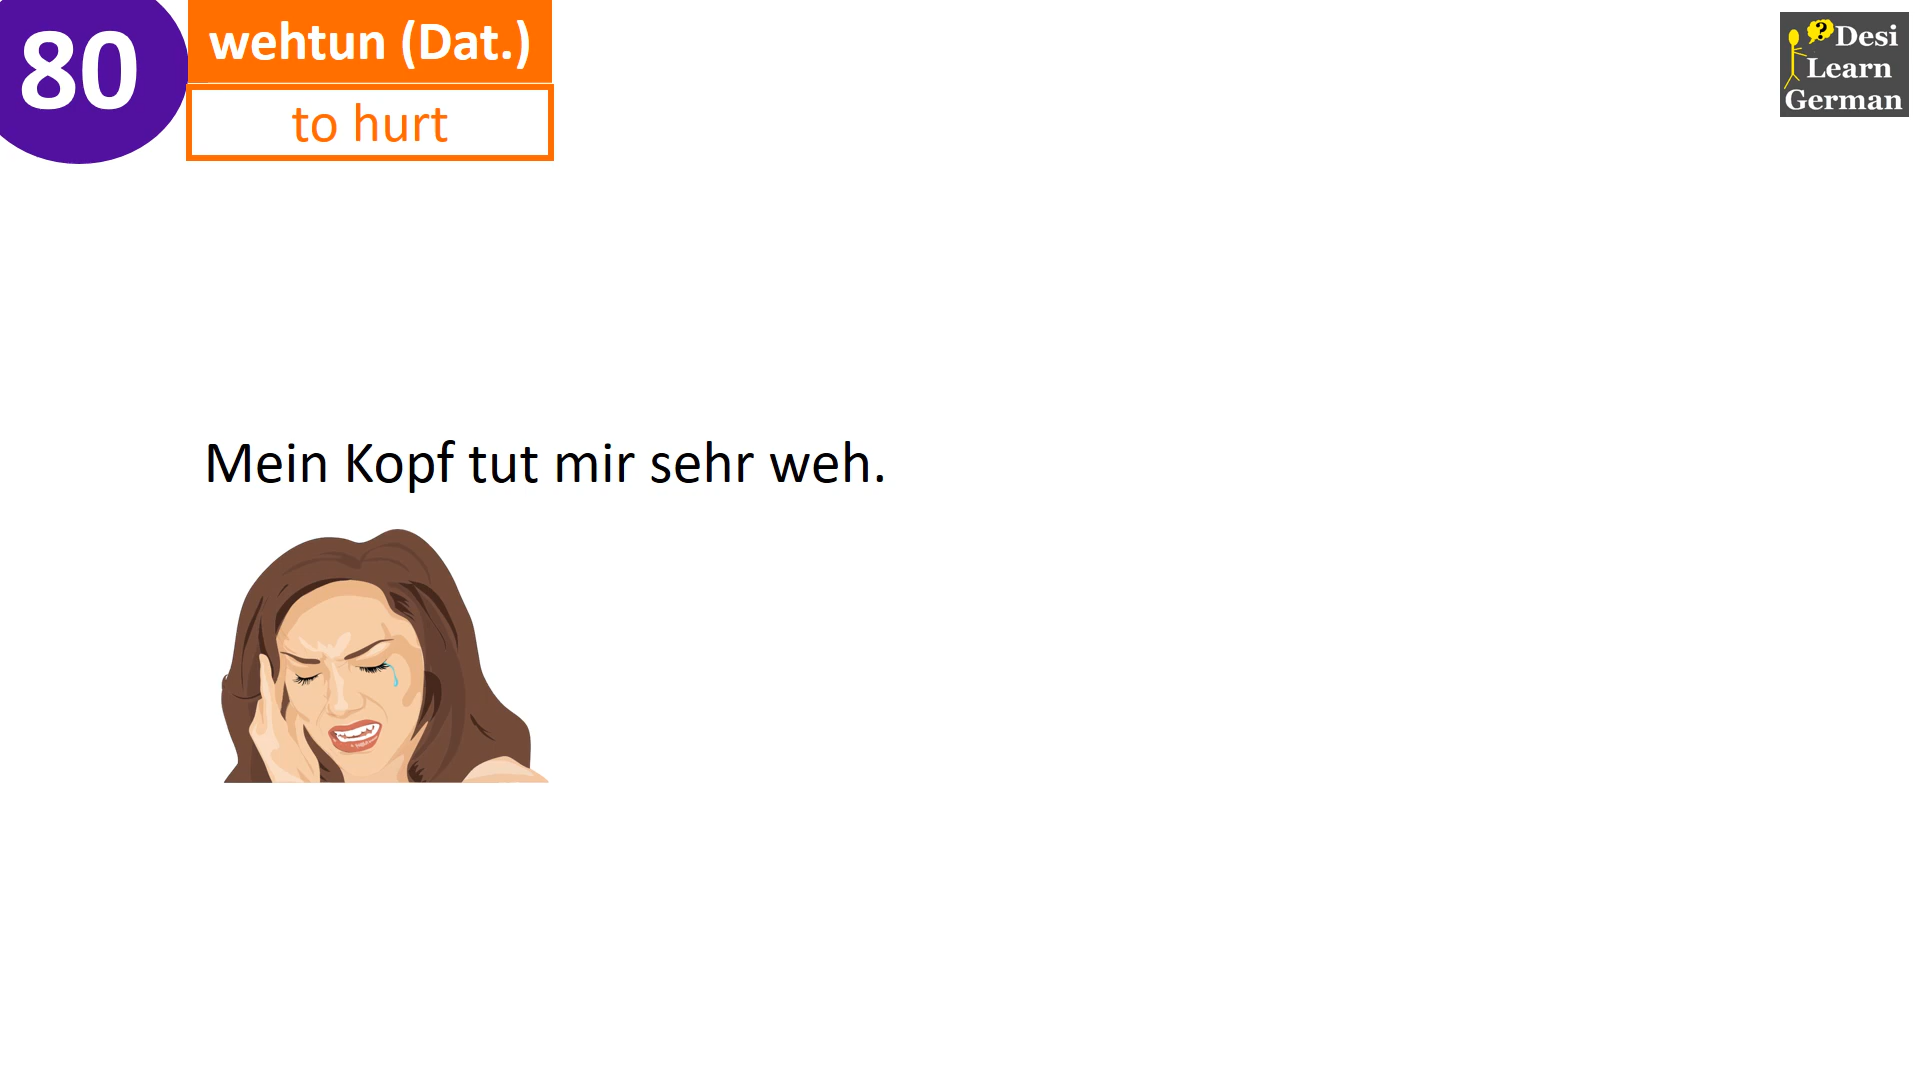 80
wehtun (Dat.)
to hurt
? Desi
Learn
German
Mein Kopf tut mir sehr weh.